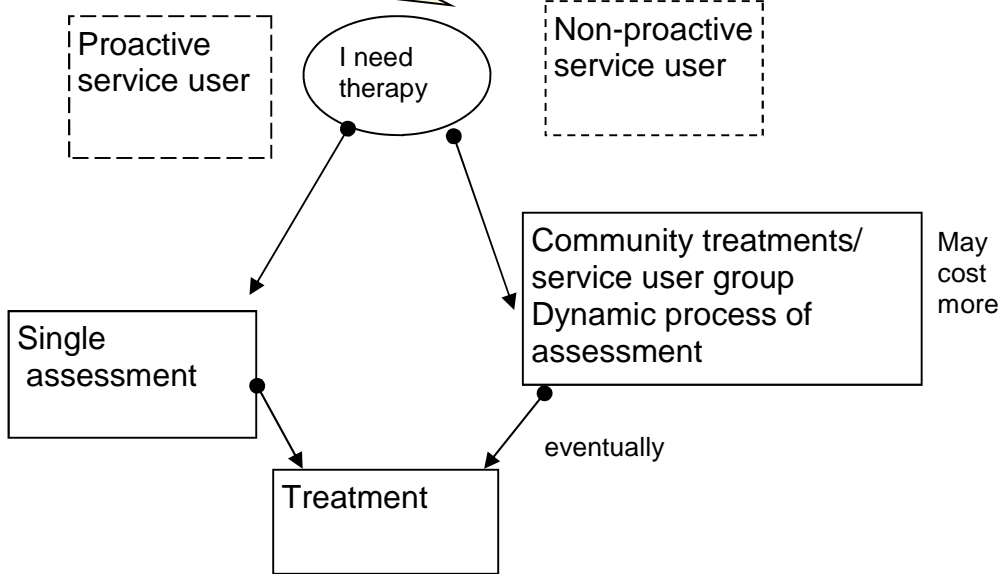 Proactive
service user
I need
therapy
Non-proactive
service user
Community treatments/
service user group
Dynamic process of
assessment
May
cost
more
Single
assessment
eventually
Treatment